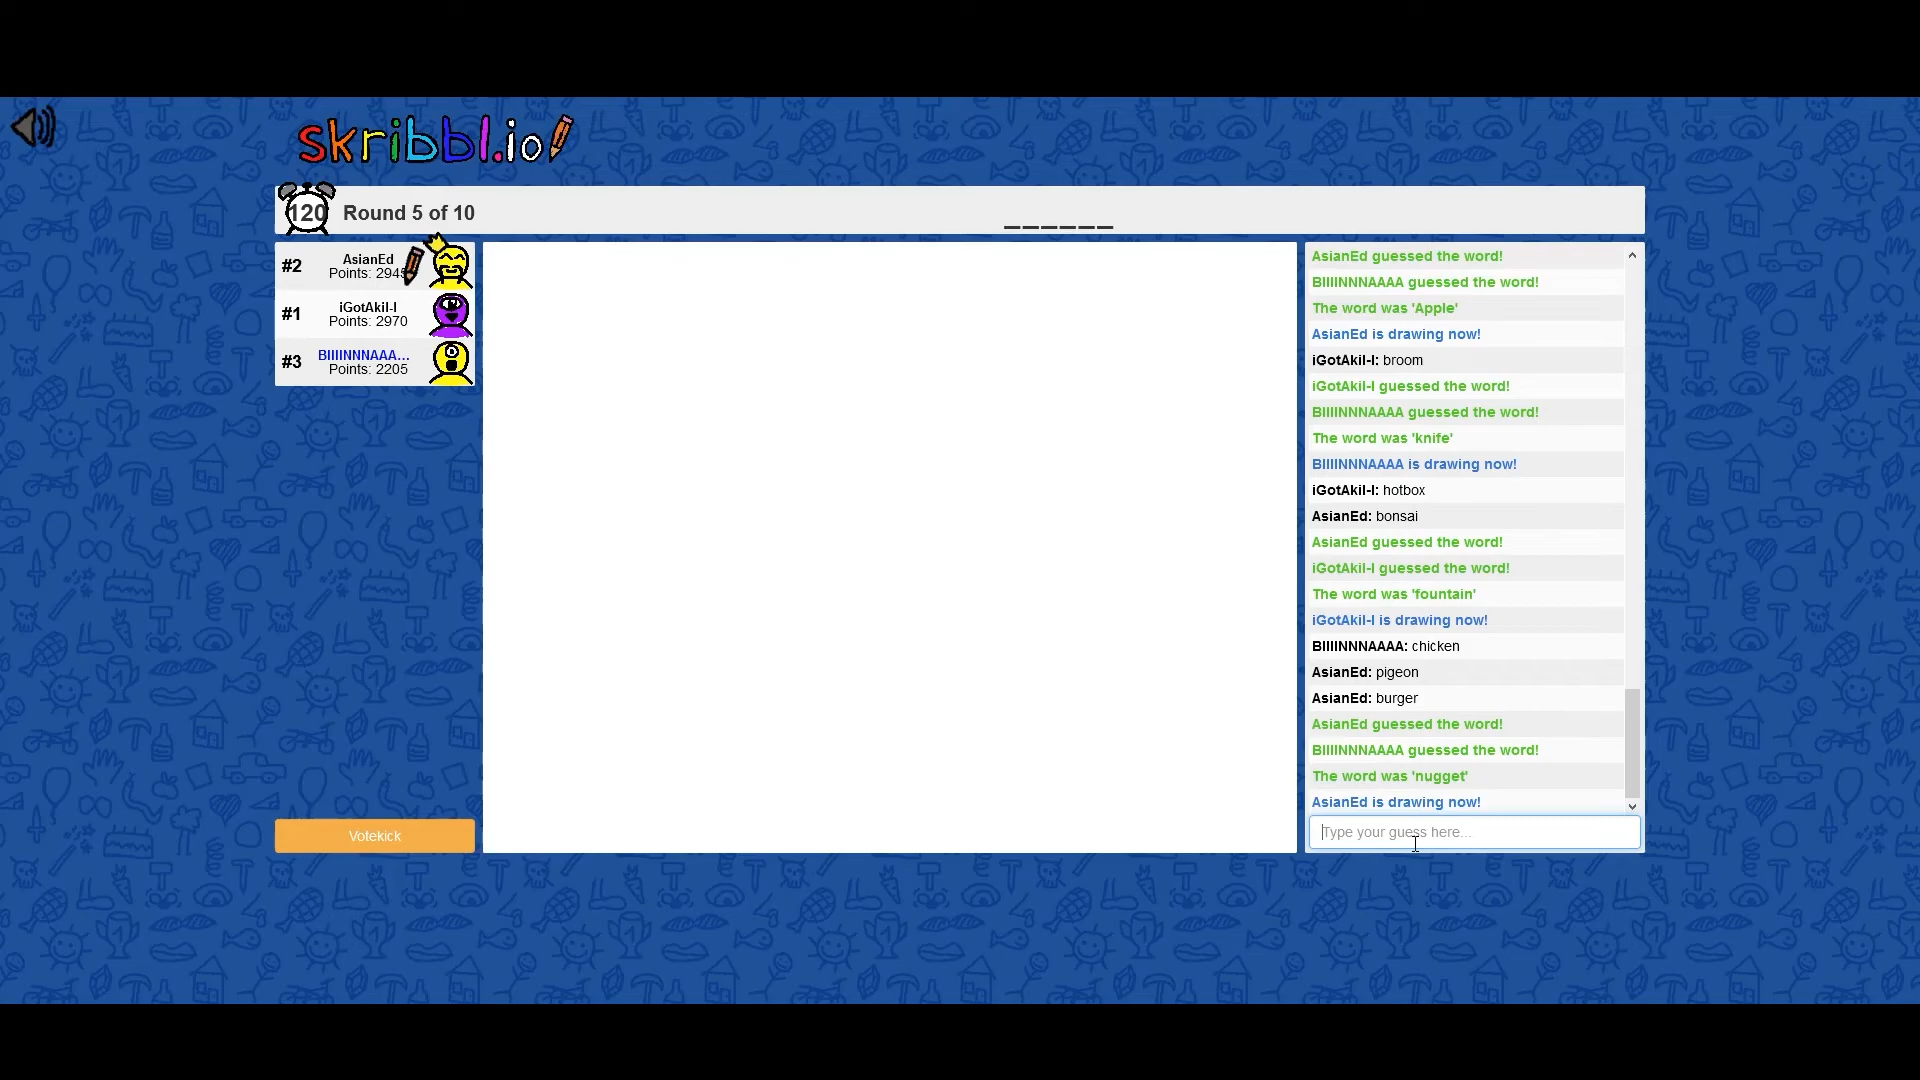 skribbl.io
120 Round 5 of 10
______
#2 AsianEd
Points: 2945
#1 iGotAkil-I
Points: 2970
#3 BIIIINNNAAA...
Points: 2205
Votekick
AsianEd guessed the word!
BIIIINNNAAAA guessed the word!
The word was 'Apple'
AsianEd is drawing now!
iGotAkil-I: broom
iGotAkil-I guessed the word!
BIIIINNNAAAA guessed the word!
The word was 'knife'
BIIIINNNAAAA is drawing now!
iGotAkil-I: hotbox
AsianEd: bonsai
AsianEd guessed the word!
iGotAkil-I guessed the word!
The word was 'fountain'
iGotAkil-I is drawing now!
BIIIINNNAAAA: chicken
AsianEd: pigeon
AsianEd: burger
AsianEd guessed the word!
BIIIINNNAAAA guessed the word!
The word was 'nugget'
AsianEd is drawing now!
Type your guess here...